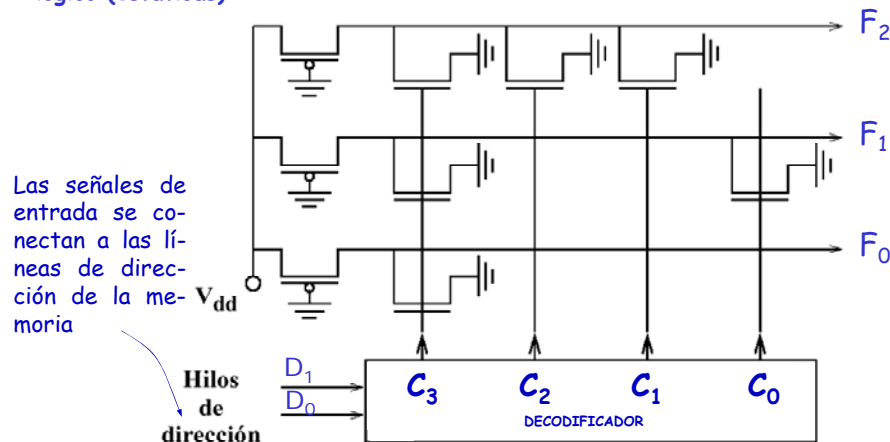 F₂
F₁
Las señales de
entrada se co-
nectan a las lí-
neas de direc-
ción de la me-
moria
F₀
V_dd
Hilos
de
dirección
D₁
D₀
C₃ C₂ C₁ C₀
DECODIFICADOR